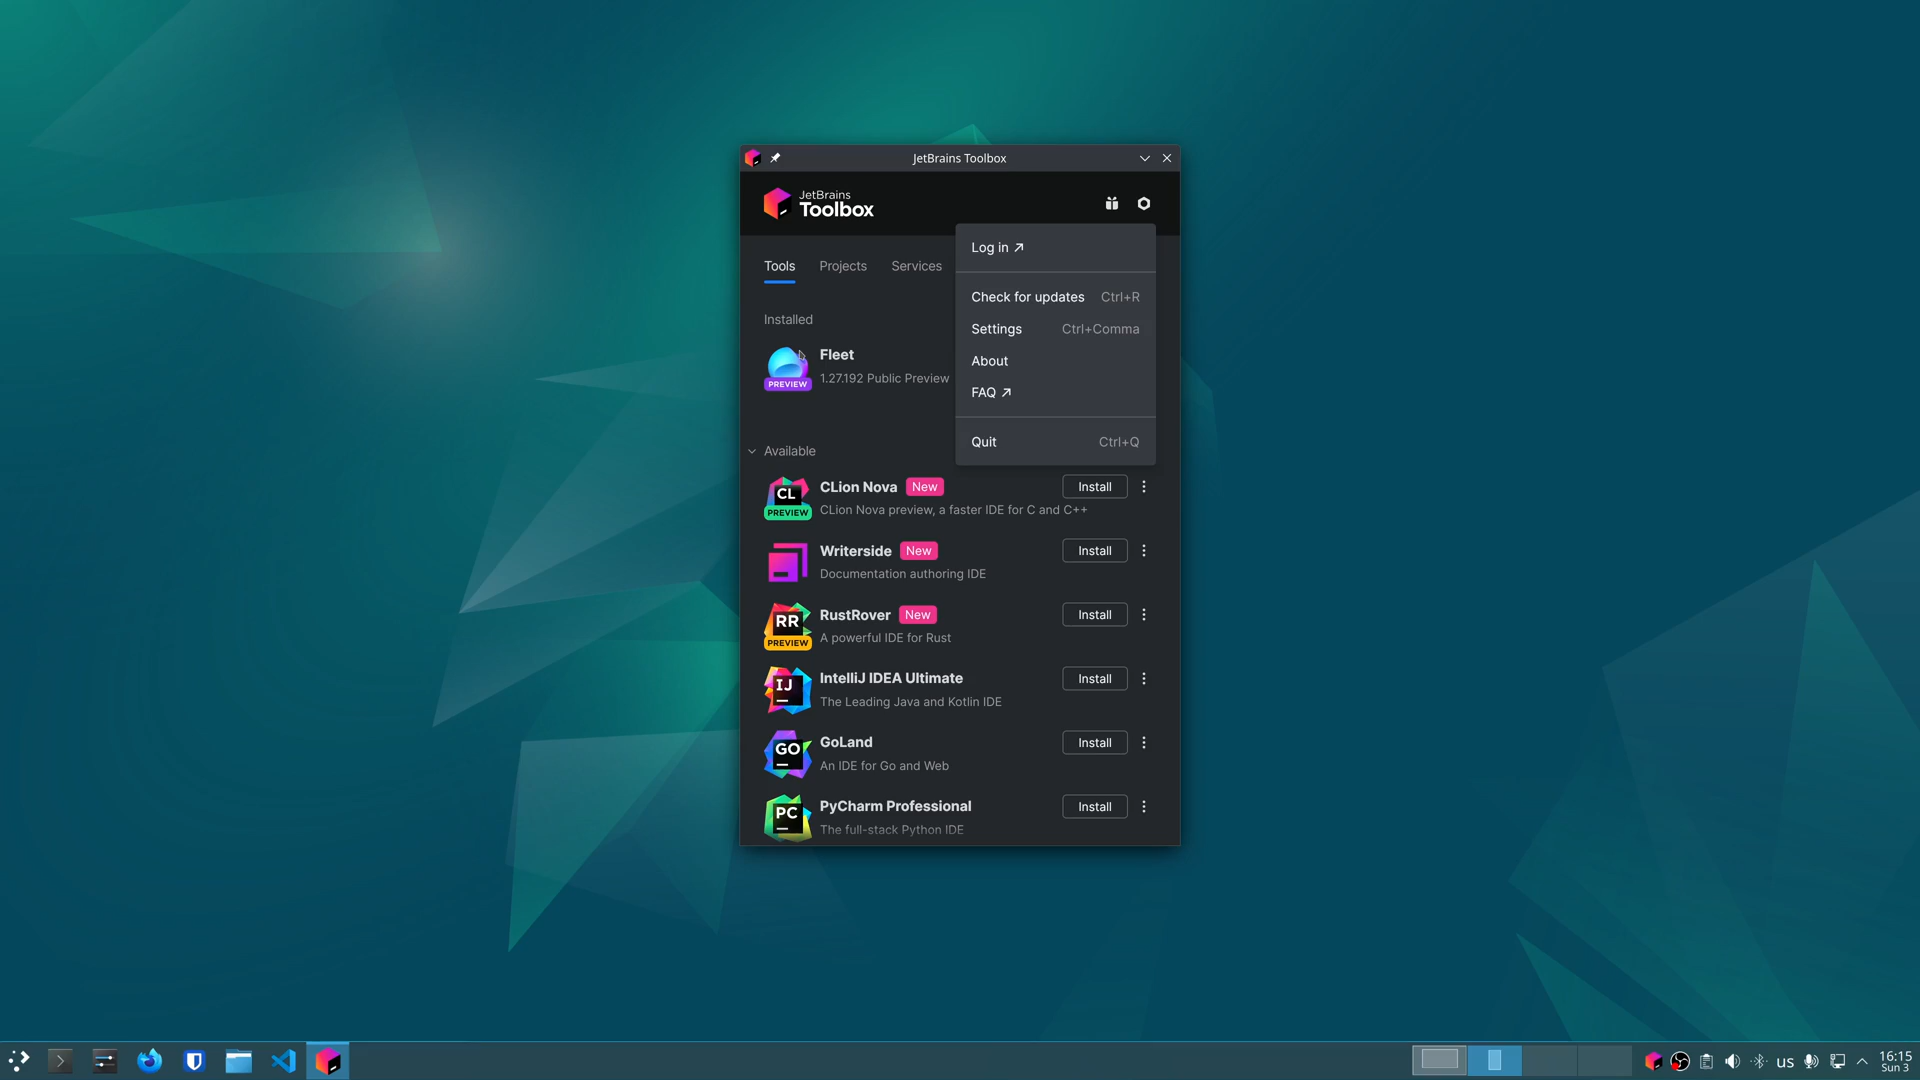 JetBrains Toolbox
JetBrains
Toolbox
Log in ↗
Tools Projects Services
Check for updates Ctrl+R
Installed
Settings Ctrl+Comma
Fleet
About
PREVIEW
1.27.192 Public Preview
FAQ ↗
Quit Ctrl+Q
Available
CL
PREVIEW
CLion Nova New Install
CLion Nova preview, a faster IDE for C and C++
Writerside New Install
Documentation authoring IDE
RR
PREVIEW
RustRover New Install
A powerful IDE for Rust
IJ
IntelliJ IDEA Ultimate Install
The Leading Java and Kotlin IDE
GO
GoLand Install
An IDE for Go and Web
PC
PyCharm Professional Install
The full-stack Python IDE
us
16:15
Sun 3